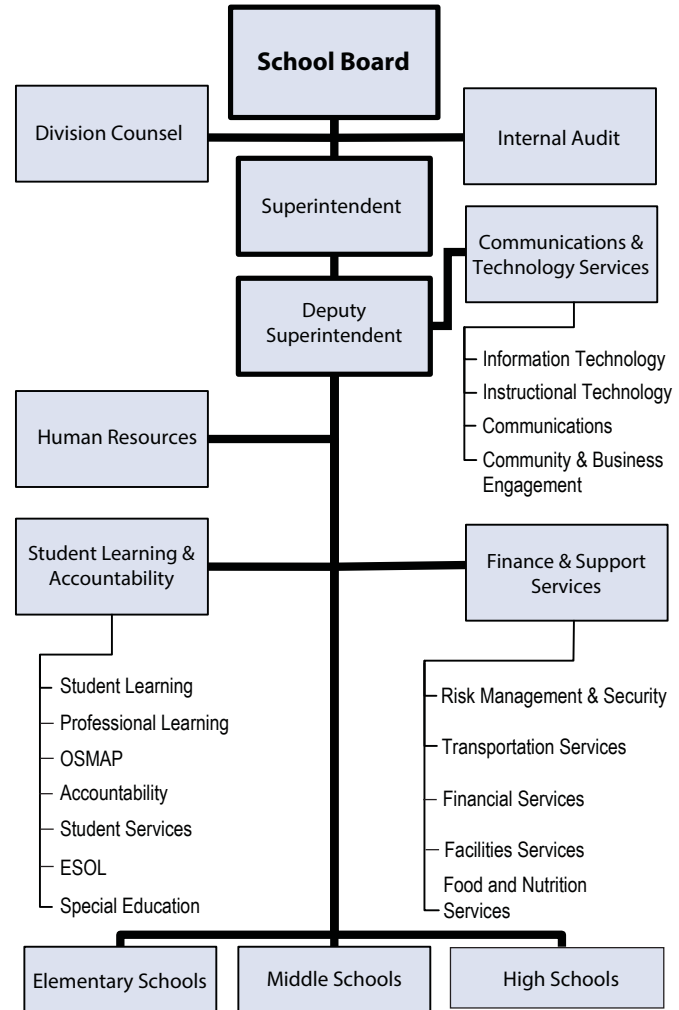 School Board
Division Counsel
Internal Audit
Superintendent
Communications &
Technology Services
Deputy
Superintendent
Information Technology
Instructional Technology
Communications
Community & Business
Engagement
Human Resources
Student Learning &
Accountability
Finance & Support
Services
Student Learning
Professional Learning
OSMAP
Accountability
Student Services
ESOL
Special Education
Risk Management & Security
Transportation Services
Financial Services
Facilities Services
Food and Nutrition
Services
Elementary Schools
Middle Schools
High Schools